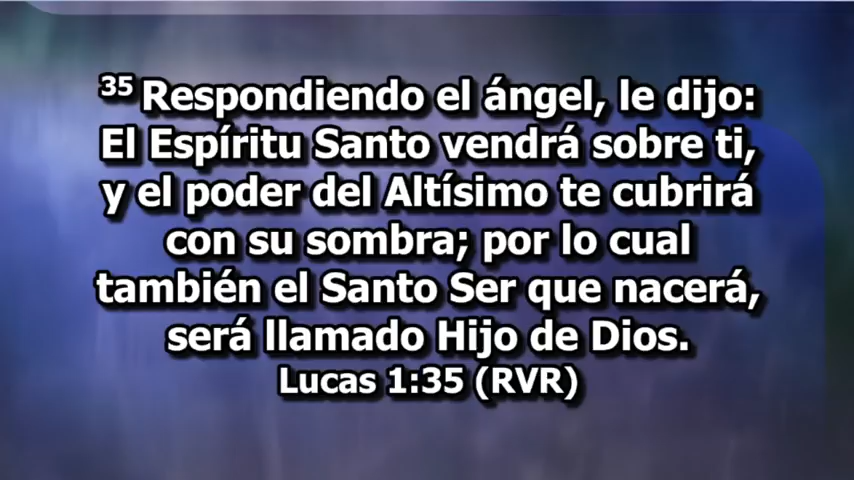 35 Respondiendo el ángel, le dijo:
El Espíritu Santo vendrá sobre ti,
y el poder del Altísimo te cubrirá
con su sombra; por lo cual
también el Santo Ser que nacerá,
será llamado Hijo de Dios.
Lucas 1:35 (RVR)